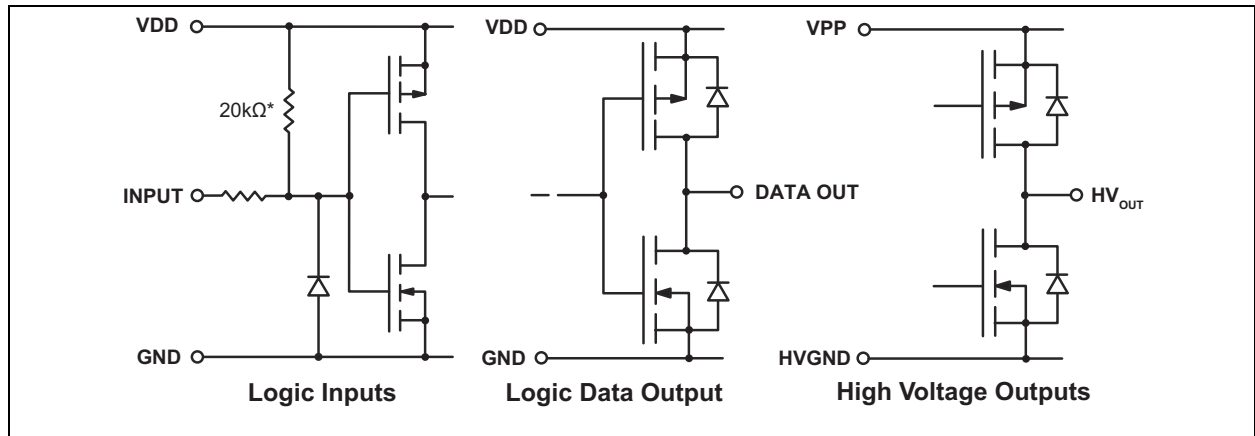 VDD
20kΩ*
INPUT
GND
Logic Inputs
VDD
DATA OUT
GND
Logic Data Output
VPP
HVOUT
HVGND
High Voltage Outputs